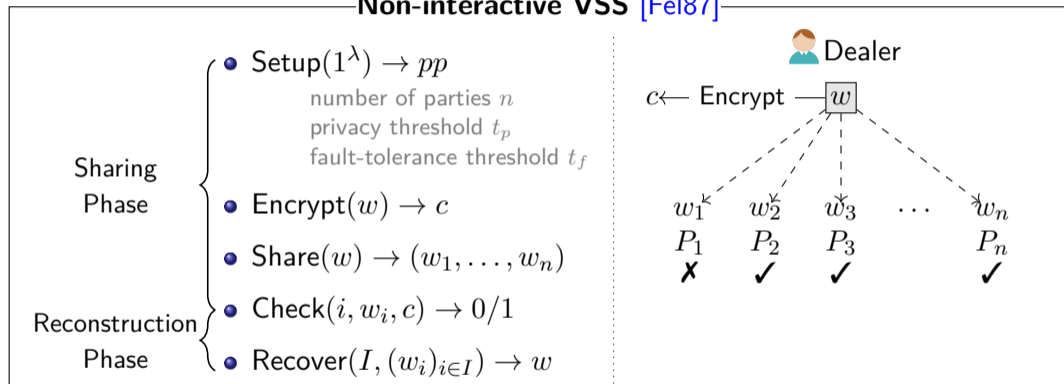 Non-interactive VSS [Fel87]
Sharing
Phase
Reconstruction
Phase
Setup(1^λ) → pp
number of parties n
privacy threshold t_p
fault-tolerance threshold t_f
Encrypt(w) → c
Share(w) → (w_1, . . . , w_n)
Check(i, w_i, c) → 0/1
Recover(I, (w_i)_{i∈I}) → w
Dealer
c ← Encrypt — w
w_1 w_2 w_3 · · · w_n
P_1 P_2 P_3 P_n
✗ ✓ ✓ ✓